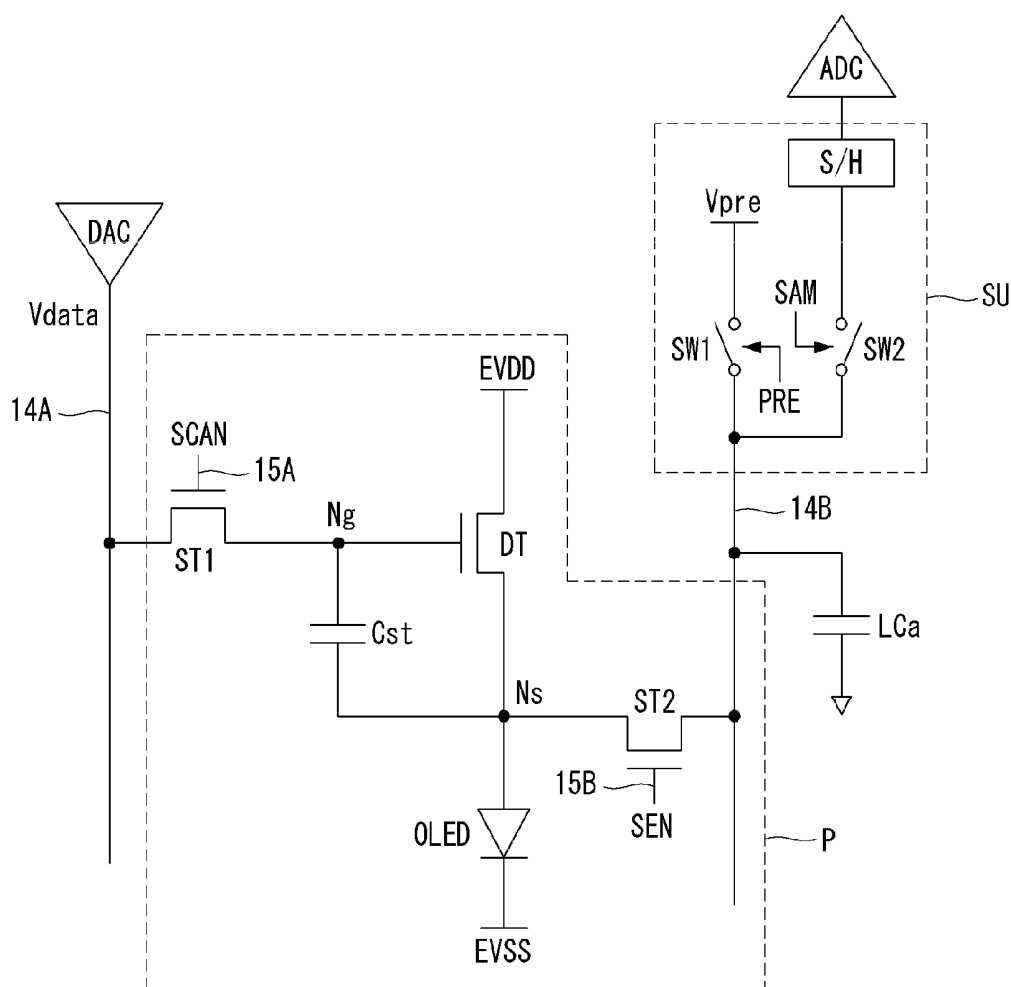 ADC
S/H
Vpre
DAC
SAM
SU
Vdata
SW1
SW2
EVDD
PRE
14A
SCAN
15A
14B
Ng
DT
ST1
Cst
LCa
Ns
ST2
15B
OLED
SEN
P
EVSS